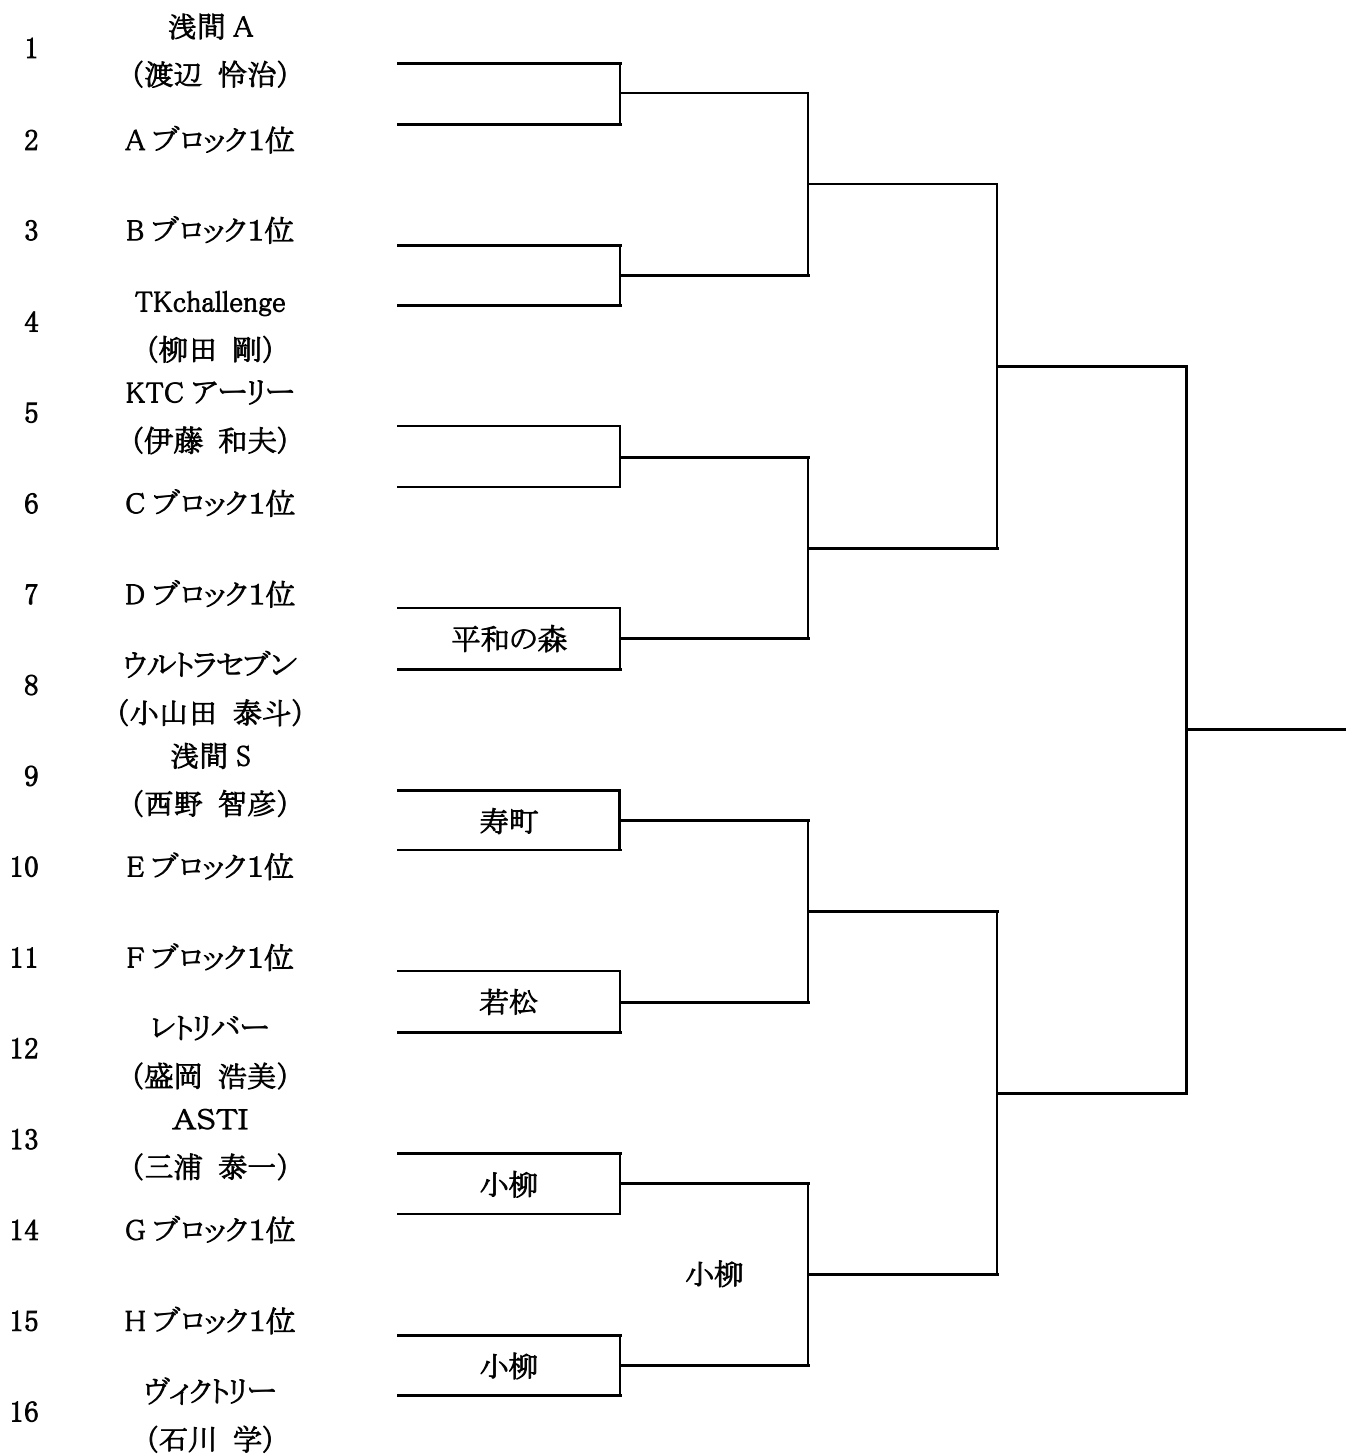 浅間 A
1
（渡辺 怜治）
2 A ブロック１位
3 B ブロック１位
TKchallenge
4
（柳田 剛）
KTC アーリー
5
（伊藤 和夫）
6 C ブロック１位
7 D ブロック１位
平和の森
ウルトラセブン
8
（小山田 泰斗）
浅間 S
9
（西野 智彦）
寿町
10 E ブロック１位
11 F ブロック１位
若松
レトリバー
12
（盛岡 浩美）
ASTI
13
（三浦 泰一）
小柳
14 G ブロック１位
小柳
15 H ブロック１位
小柳
ヴィクトリー
16
（石川 学）